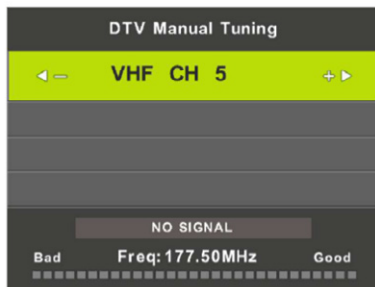 DTV Manual Tuning
VHF CH 5
NO SIGNAL
Bad Freq:177.50MHz Good